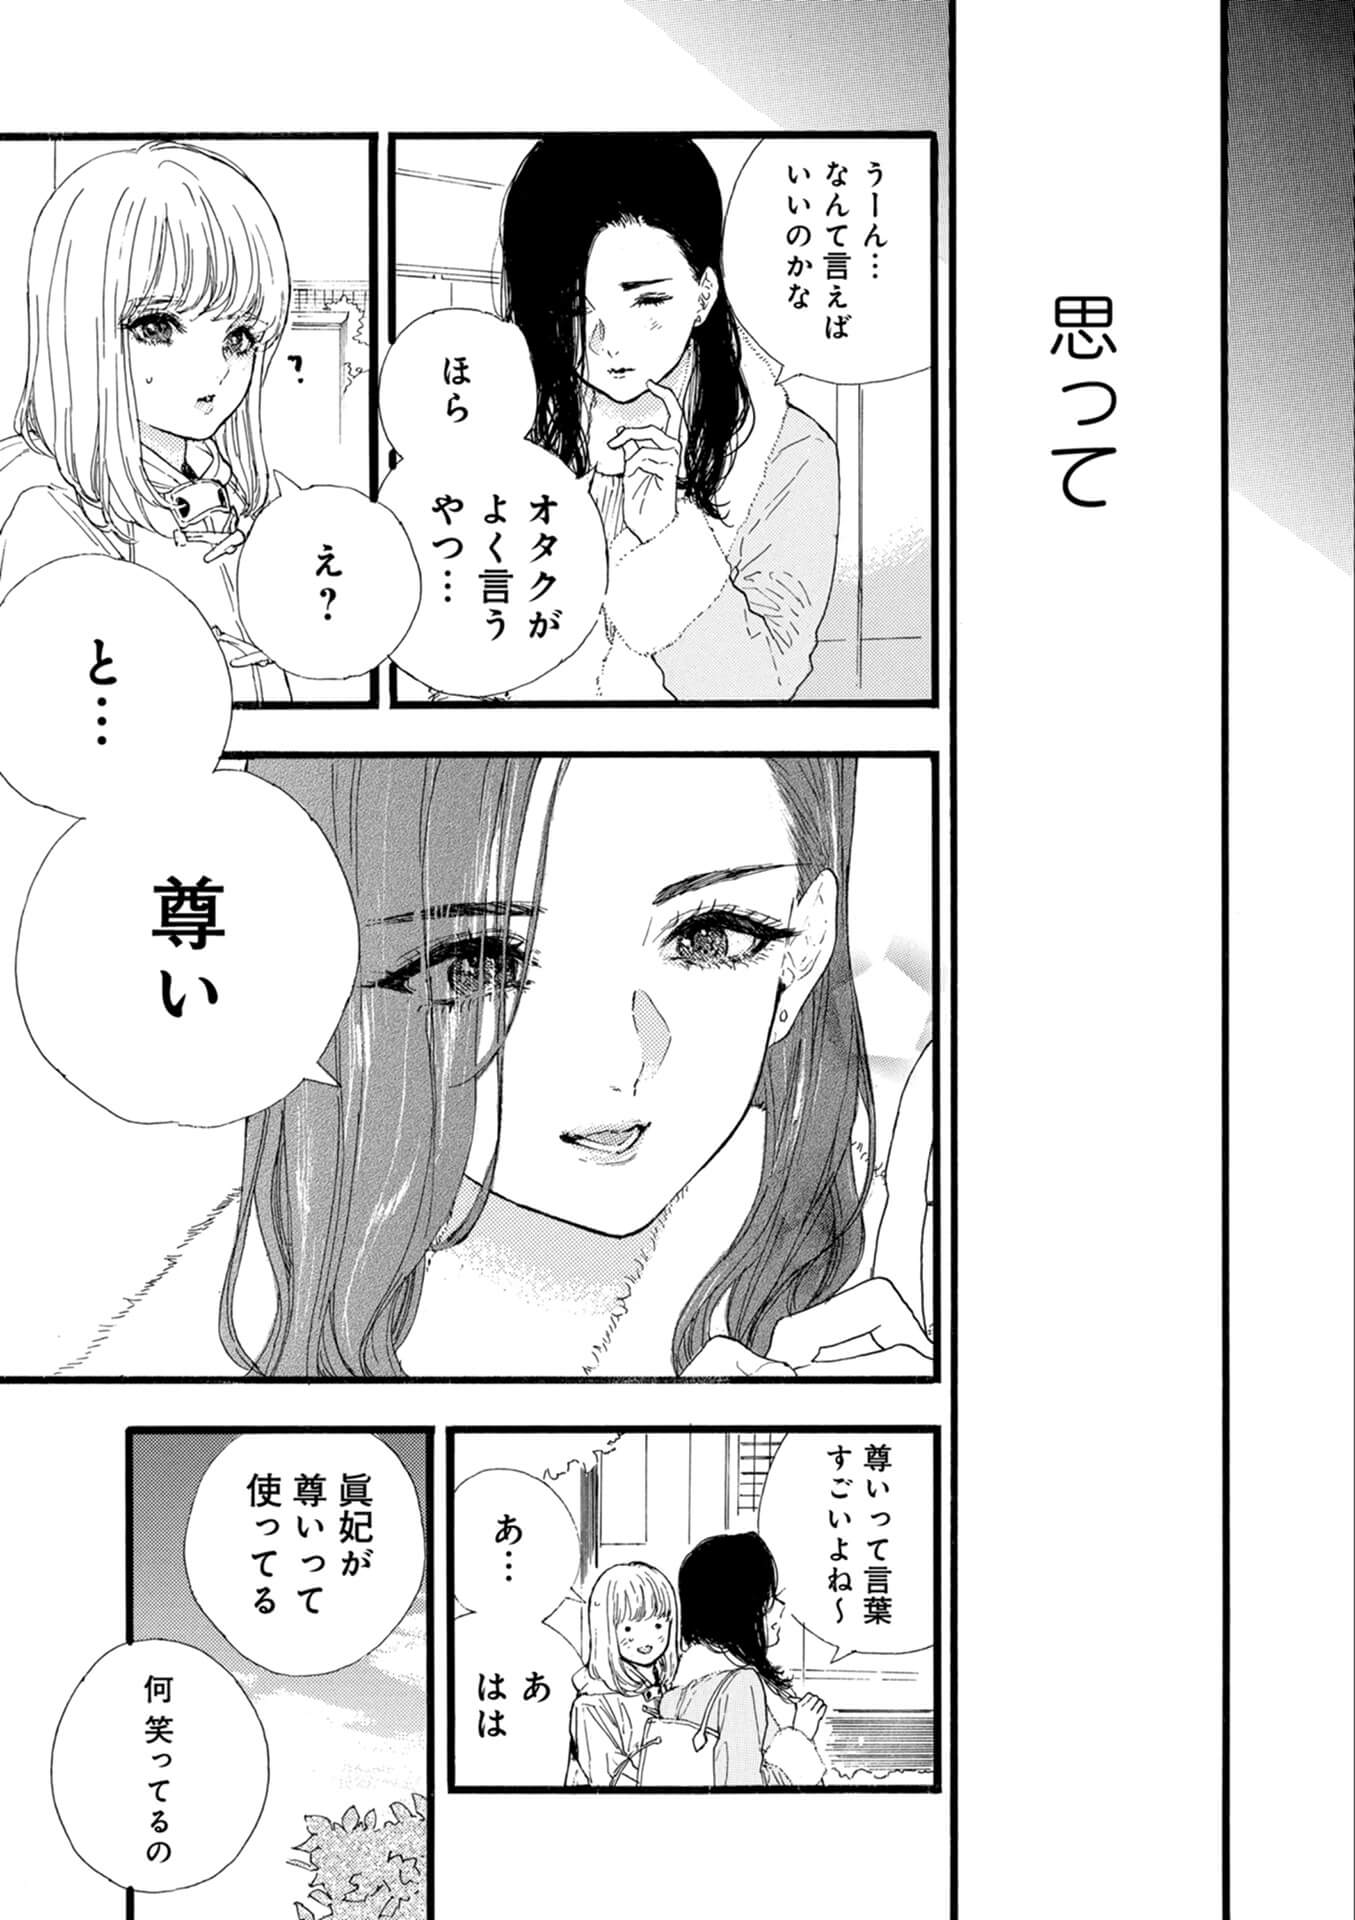 思って
うーん…
なんて言えば
いいのかな
ほら
オタクが
よく言う
やつ…
え?
と…
尊い
尊いって言葉
すごいよね〜
あ…
あ
はは
眞妃が
尊いって
使ってる
何笑ってるの